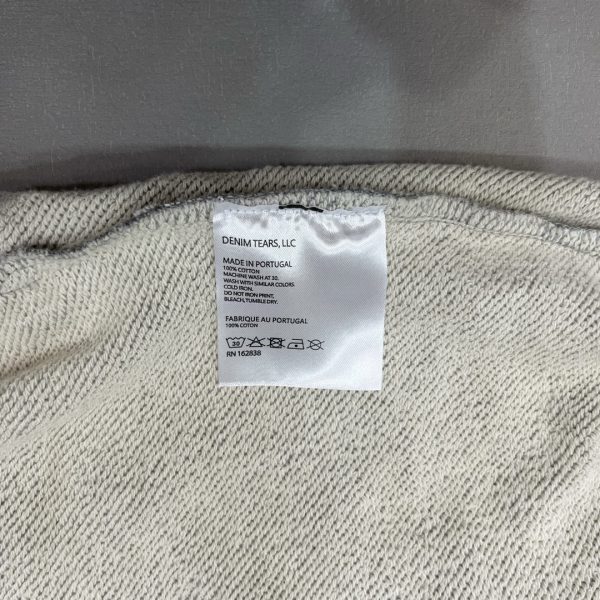 DENIM TEARS, LLC
MADE IN PORTUGAL
100% COTTON
MACHINE WASH AT 30.
WASH WITH SIMILAR COLORS
COLD IRON.
DO NOT IRON PRINT,
BLEACH, TUMBLE DRY.
FABRIQUE AU PORTUGAL
100% COTON
30
RN 162838